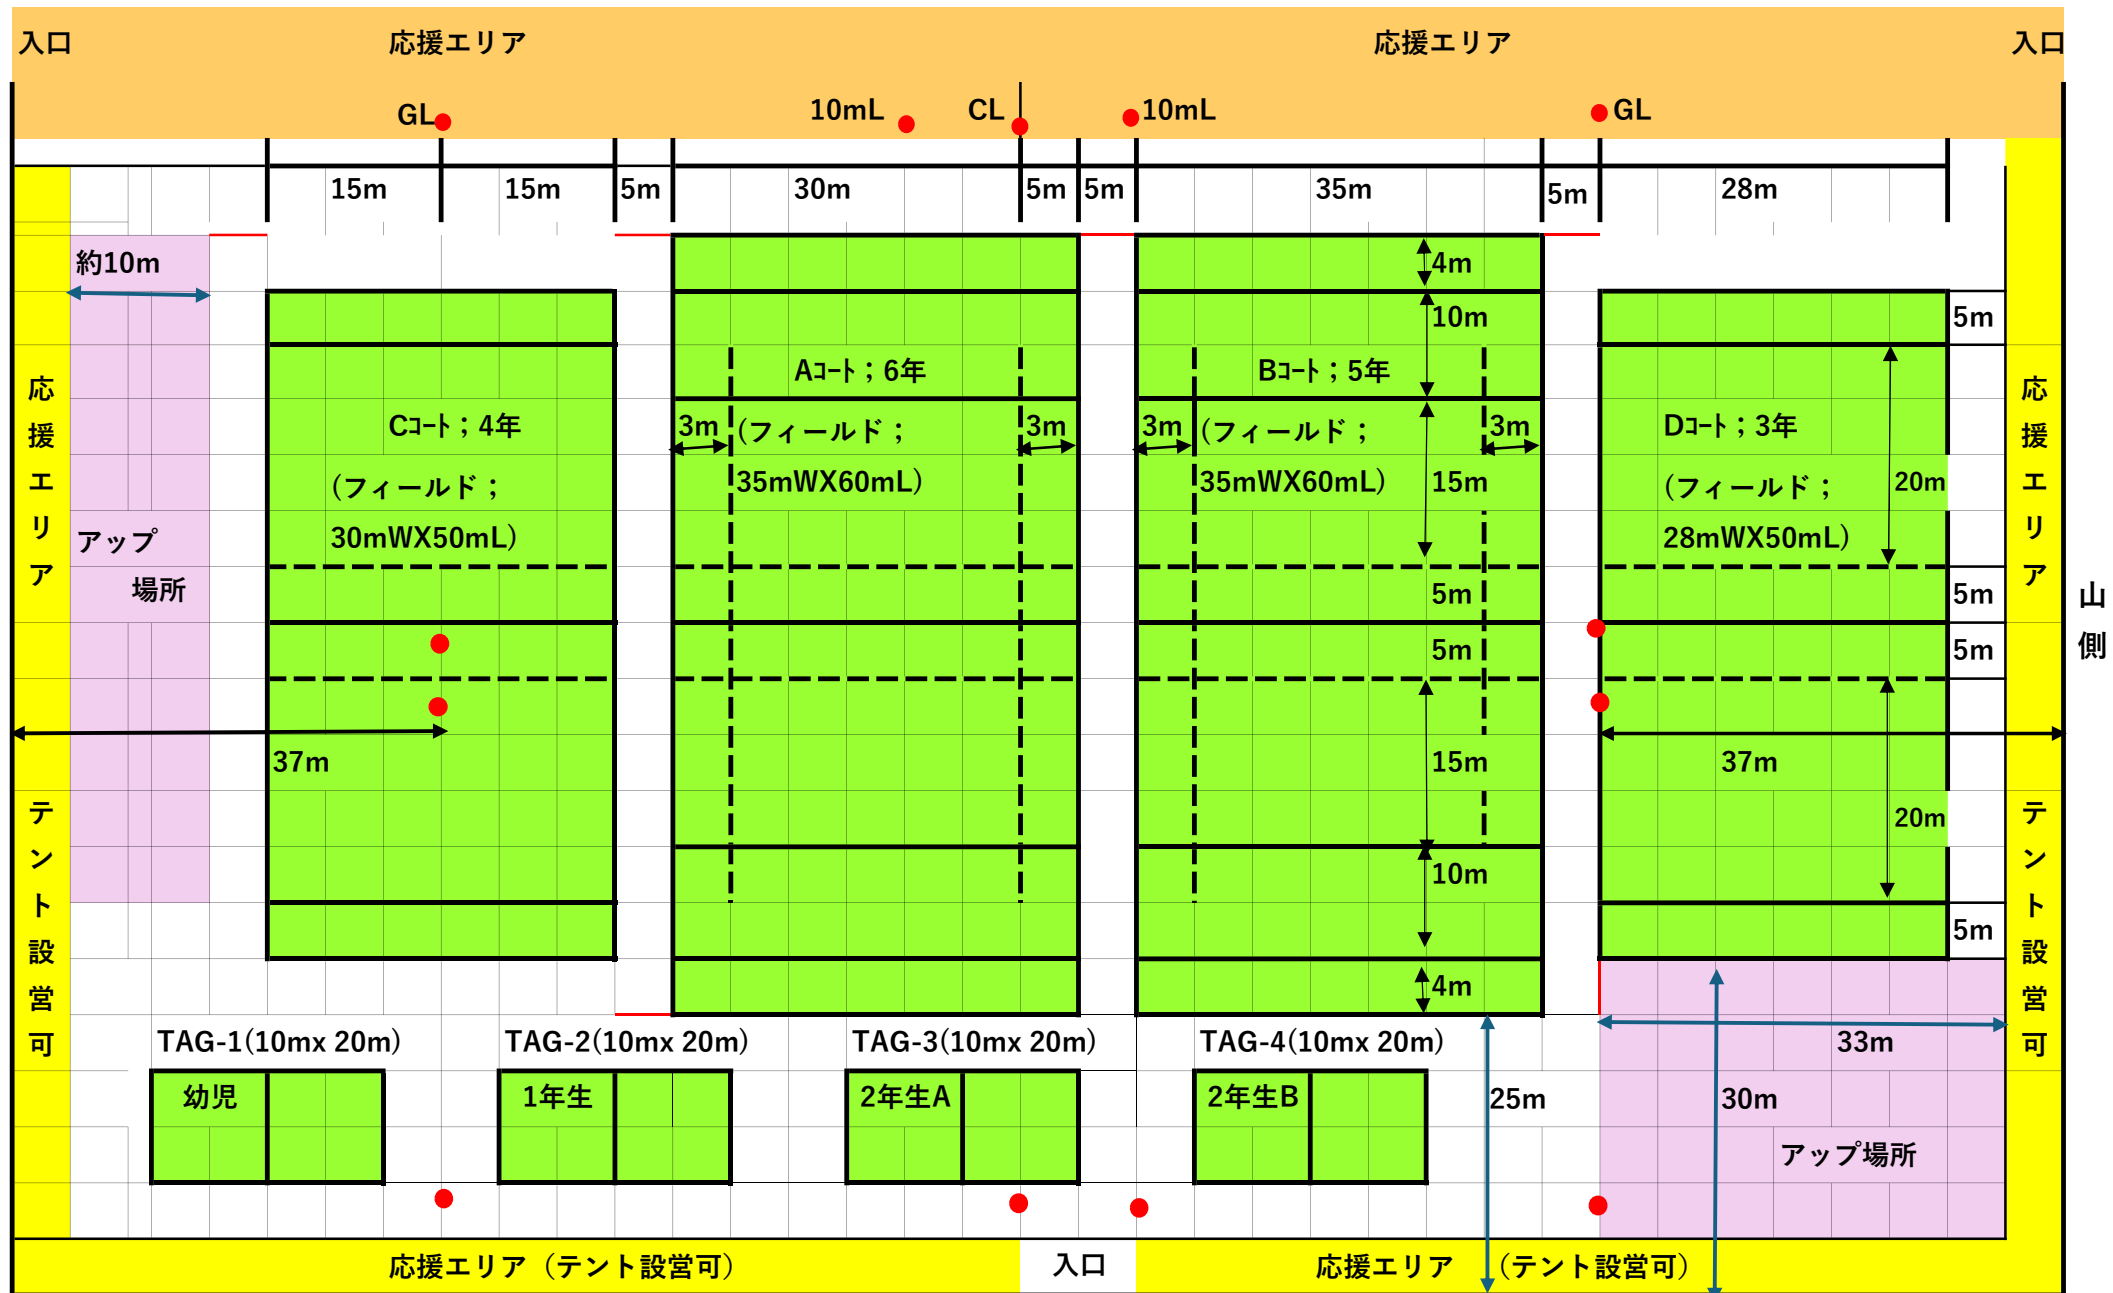 入口
応援エリア
応援エリア
入口
GL
10mL
CL
10mL
GL
15m
15m
5m
30m
5m
5m
35m
5m
28m
約10m
4m
10m
5m
Aｺｰﾄ；6年
Bｺｰﾄ；5年
Cｺｰﾄ；4年
Dｺｰﾄ；3年
3m
(フィールド；
35mWX60mL)
3m
3m
(フィールド；
35mWX60mL)
3m
15m
(フィールド；
30mWX50mL)
(フィールド；
28mWX50mL)
20m
応援エリア
テント設営可
アップ
場所
応援エリア
テント設営可
山側
5m
5m
5m
5m
37m
15m
37m
20m
10m
5m
4m
TAG-1(10mx 20m)
TAG-2(10mx 20m)
TAG-3(10mx 20m)
TAG-4(10mx 20m)
33m
幼児
1年生
2年生A
2年生B
25m
30m
アップ場所
応援エリア（テント設営可）
入口
応援エリア　（テント設営可）